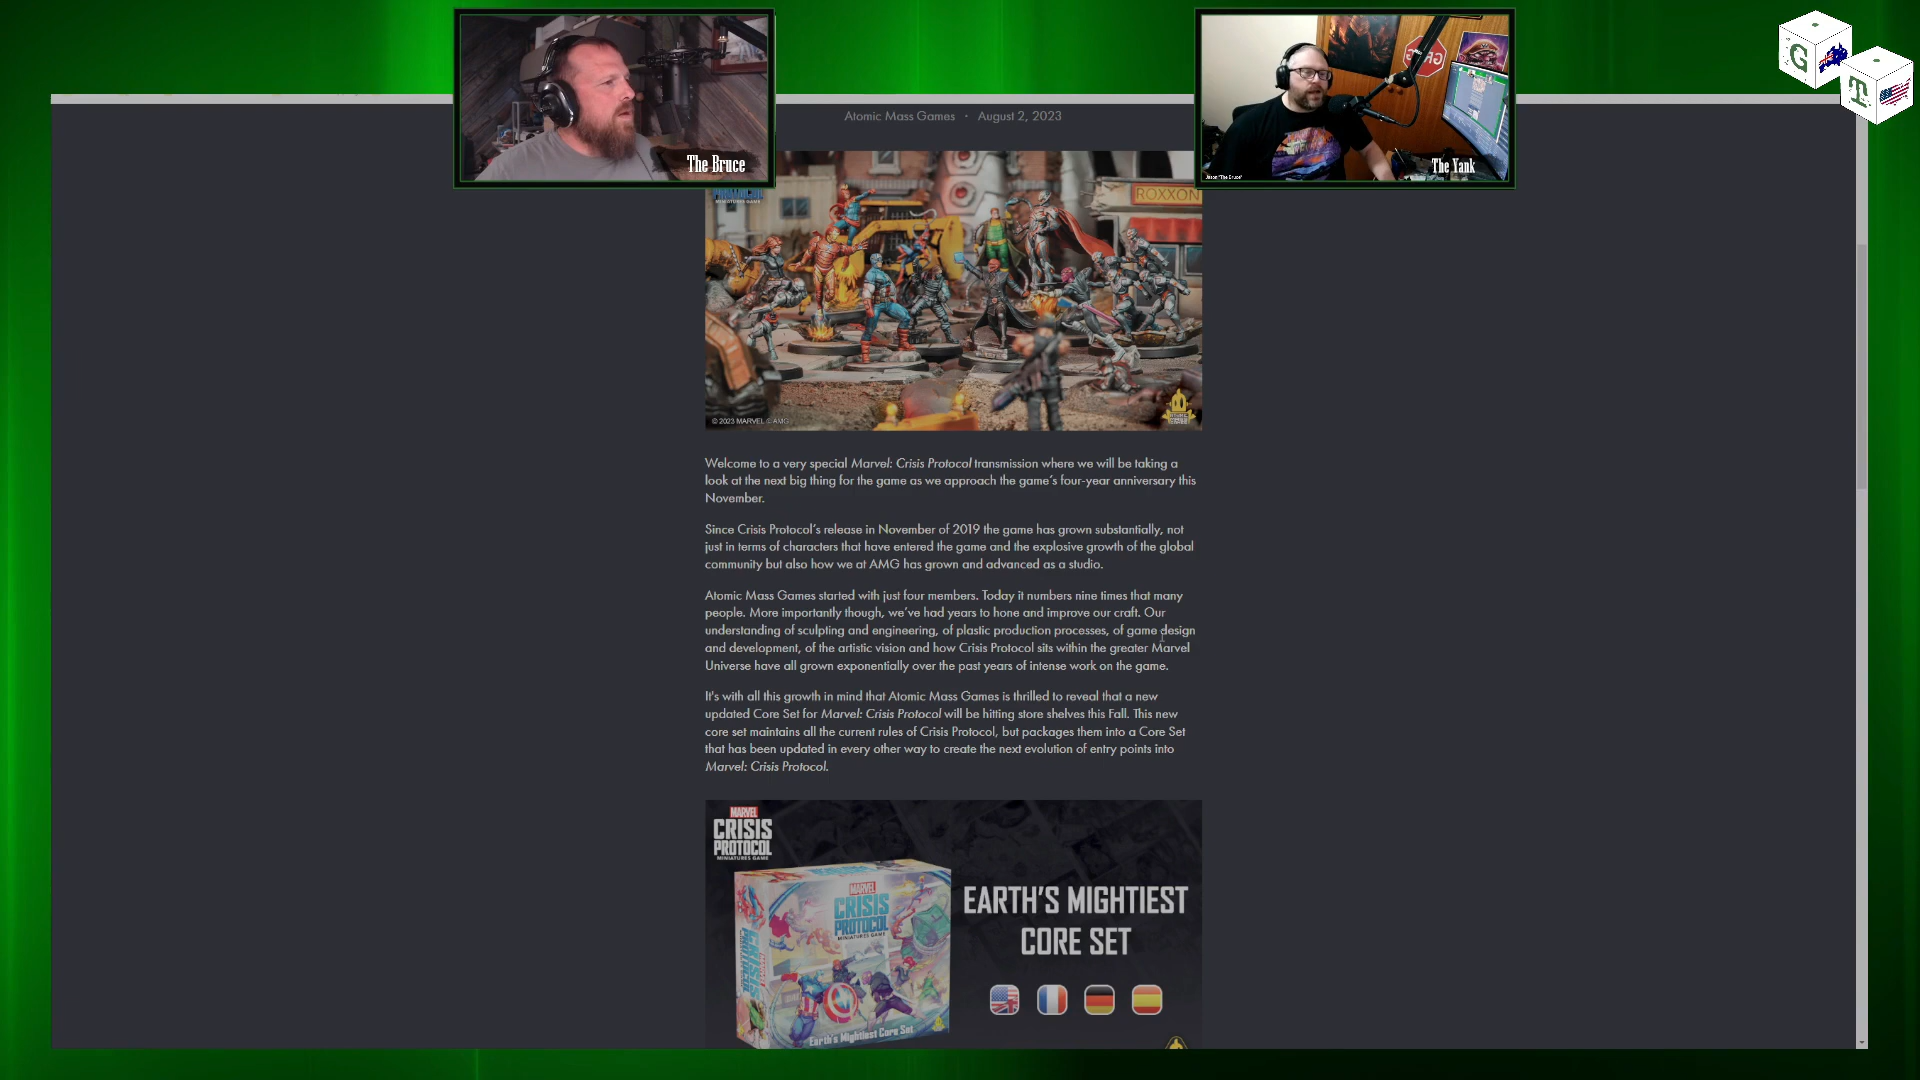 The Bruce
The Yank
Jason "The Bruce"
G
T
Atomic Mass Games · August 2, 2023
ROXXON
© 2023 MARVEL © AMG
Welcome to a very special Marvel: Crisis Protocol transmission where we will be taking a
look at the next big thing for the game as we approach the game's four-year anniversary this
November.
Since Crisis Protocol's release in November of 2019 the game has grown substantially, not
just in terms of characters that have entered the game and the explosive growth of the global
community but also how we at AMG has grown and advanced as a studio.
Atomic Mass Games started with just four members. Today it numbers nine times that many
people. More importantly though, we've had years to hone and improve our craft. Our
understanding of sculpting and engineering, of plastic production processes, of game design
and development, of the artistic vision and how Crisis Protocol sits within the greater Marvel
Universe have all grown exponentially over the past years of intense work on the game.
It's with all this growth in mind that Atomic Mass Games is thrilled to reveal that a new
updated Core Set for Marvel: Crisis Protocol will be hitting store shelves this Fall. This new
core set maintains all the current rules of Crisis Protocol, but packages them into a Core Set
that has been updated in every other way to create the next evolution of entry points into
Marvel: Crisis Protocol.
MARVEL
CRISIS
PROTOCOL
MINIATURES GAME
MARVEL
CRISIS
PROTOCOL
MINIATURES GAME
Earth's Mightiest Core Set
EARTH'S MIGHTIEST
CORE SET